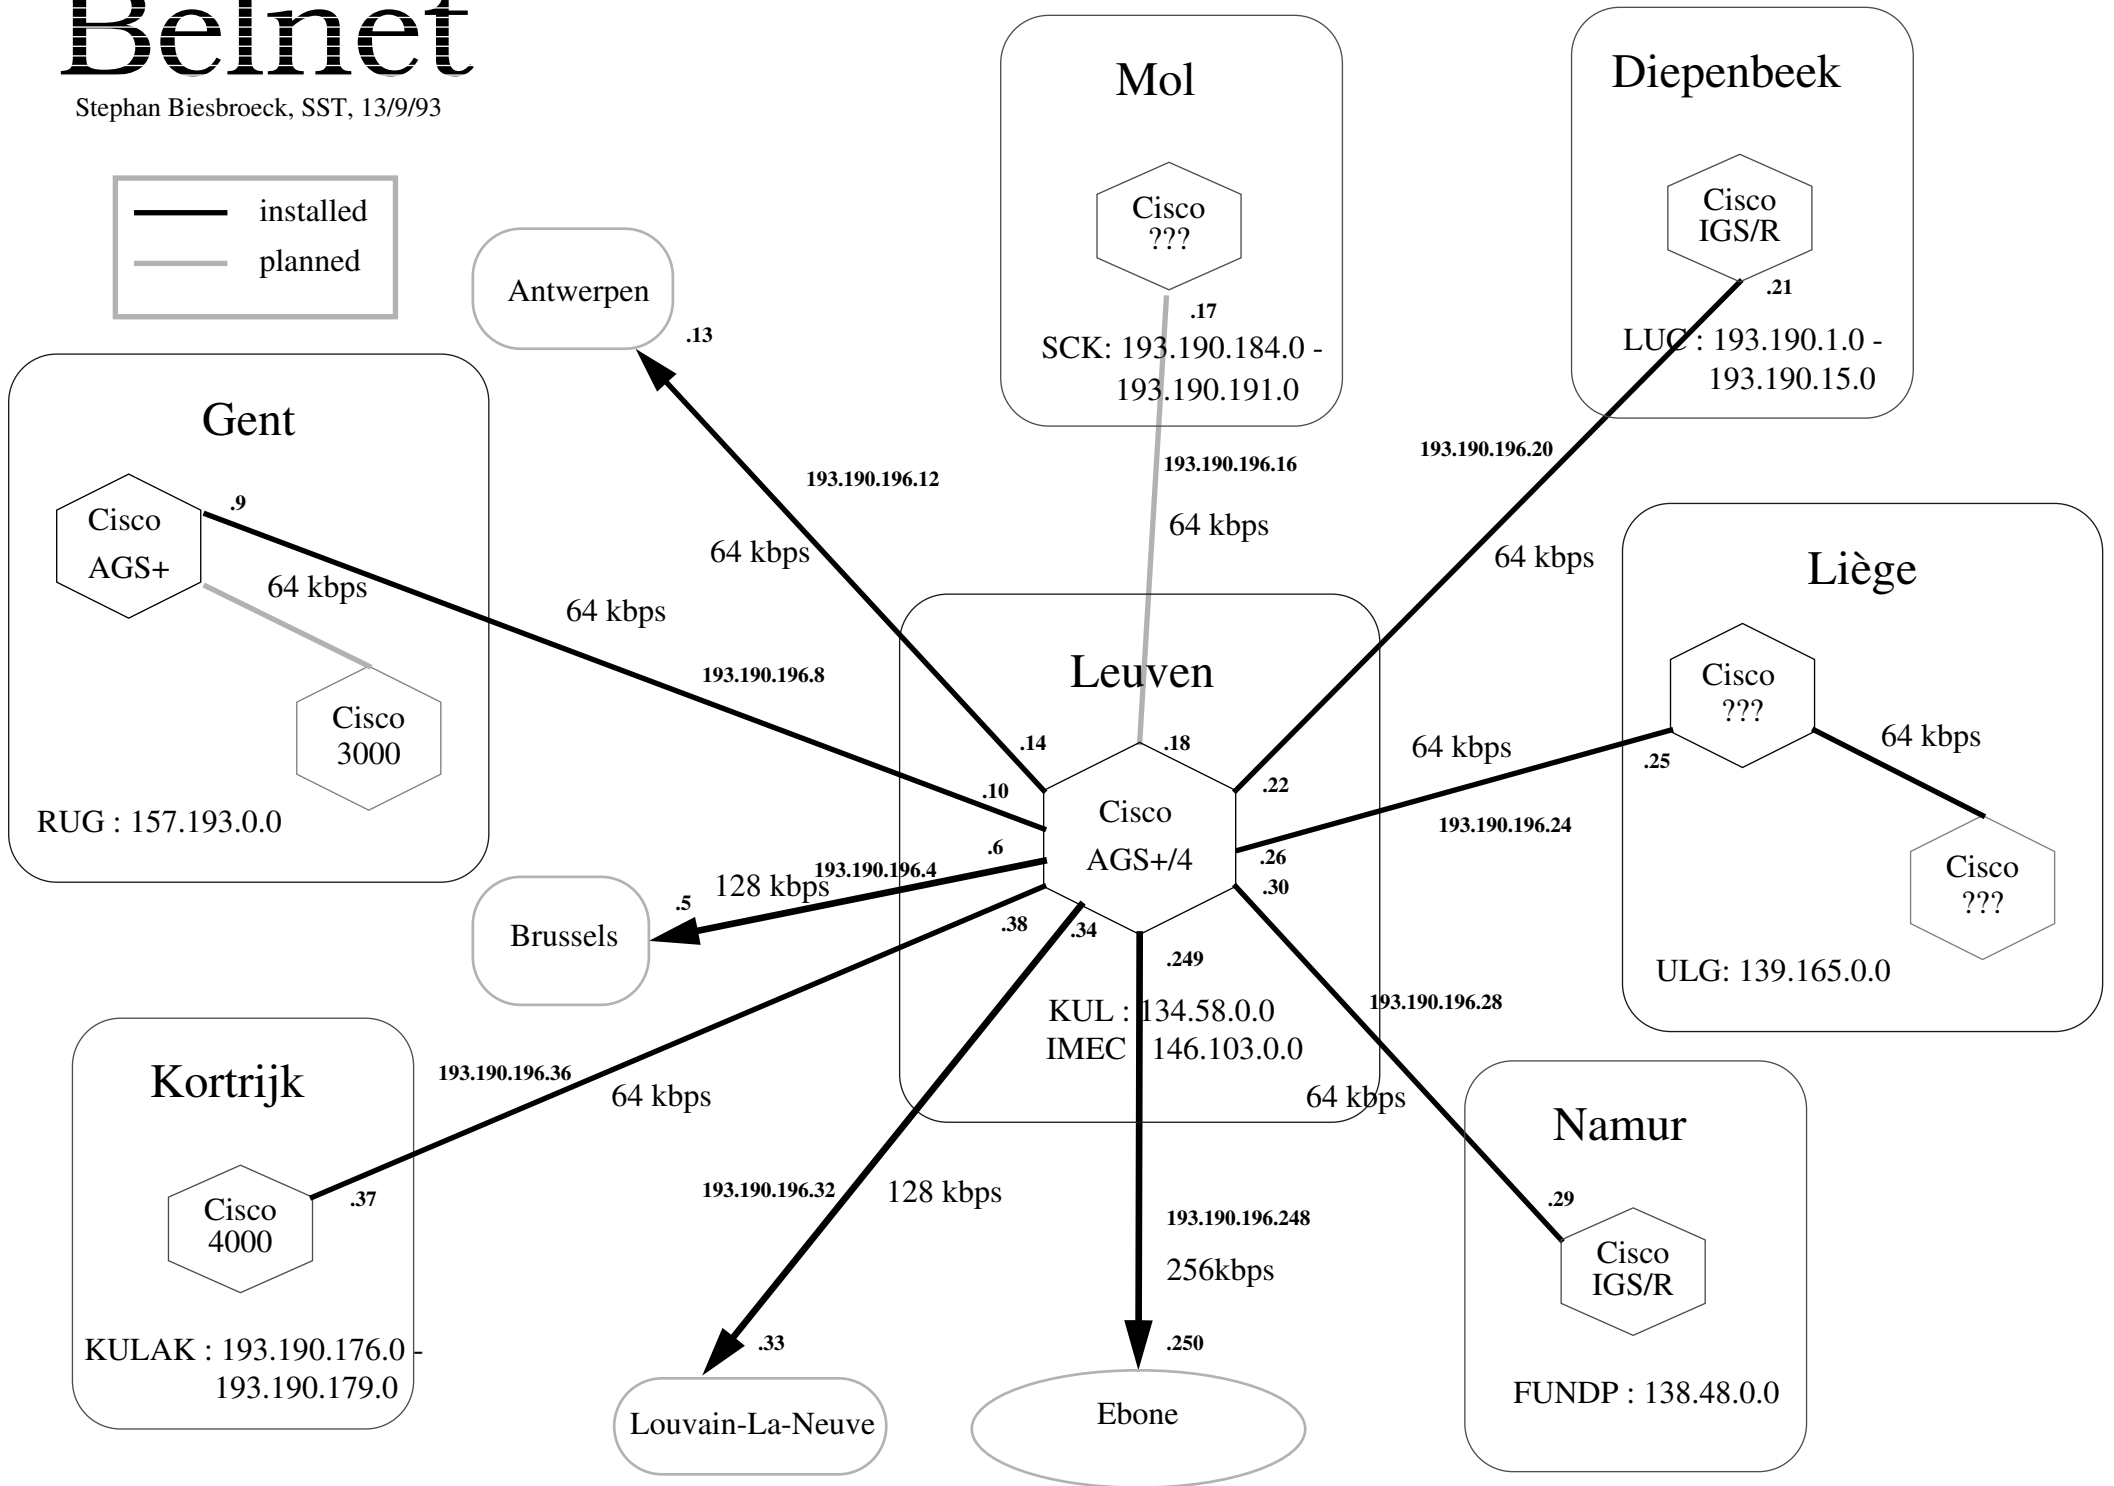 Belnet
Stephan Biesbroeck, SST, 13/9/93
installed
planned
Antwerpen
.13
Mol
Cisco
???
.17
SCK: 193.190.184.0 -
193.190.191.0
Diepenbeek
Cisco
IGS/R
.21
LUC : 193.190.1.0 -
193.190.15.0
Gent
Cisco
AGS+
.9
64 kbps
Cisco
3000
RUG : 157.193.0.0
64 kbps
193.190.196.8
193.190.196.12
64 kbps
193.190.196.16
64 kbps
193.190.196.20
64 kbps
Liège
Cisco
???
.25
64 kbps
Cisco
???
ULG: 139.165.0.0
64 kbps
193.190.196.24
Leuven
.14
.18
.10
.22
Cisco
AGS+/4
.6
.26
.30
.38
.34
.249
KUL : 134.58.0.0
IMEC : 146.103.0.0
193.190.196.4
128 kbps
.5
Brussels
193.190.196.28
64 kbps
Kortrijk
Cisco
4000
.37
KULAK : 193.190.176.0 -
193.190.179.0
193.190.196.36
64 kbps
193.190.196.32
128 kbps
.33
Louvain-La-Neuve
193.190.196.248
256kbps
.250
Ebone
Namur
.29
Cisco
IGS/R
FUNDP : 138.48.0.0